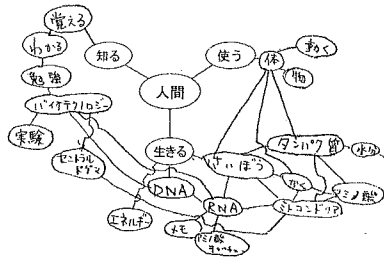 覚える
わかる
知る
使う
動く
体
物
勉強
人間
バイオテクノロジー
実験
生きる
さいぼう
タンパク質
水分
セントラル
ドグマ
DNA
かく
アミノ酸
RNA
ミトコンドリア
エネルギー
メモ
アミノ酸